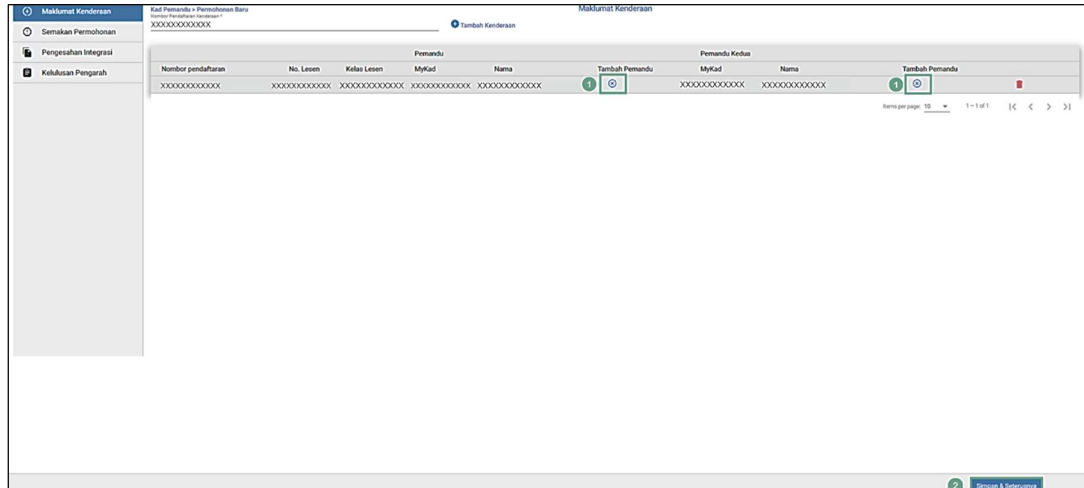 Maklumat Kenderaan
Semakan Permohonan
Pengesahan Integrasi
Kelulusan Pengarah
Kad Pemandu > Permohonan Baru
Maklumat Kenderaan
Nombor Pendaftaran Kenderaan *
XXXXXXXXXXXX
Tambah Kenderaan
Pemandu Pemandu Kedua
Nombor pendaftaran No. Lesen Kelas Lesen MyKad Nama Tambah Pemandu MyKad Nama Tambah Pemandu
XXXXXXXXXXXX XXXXXXXXXXXX XXXXXXXXXXXX XXXXXXXXXXXX XXXXXXXXXXXX 1 XXXXXXXXXXXX XXXXXXXXXXXX 1
Items per page: 10 1 – 1 of 1
2 Simpan & Seterusnya